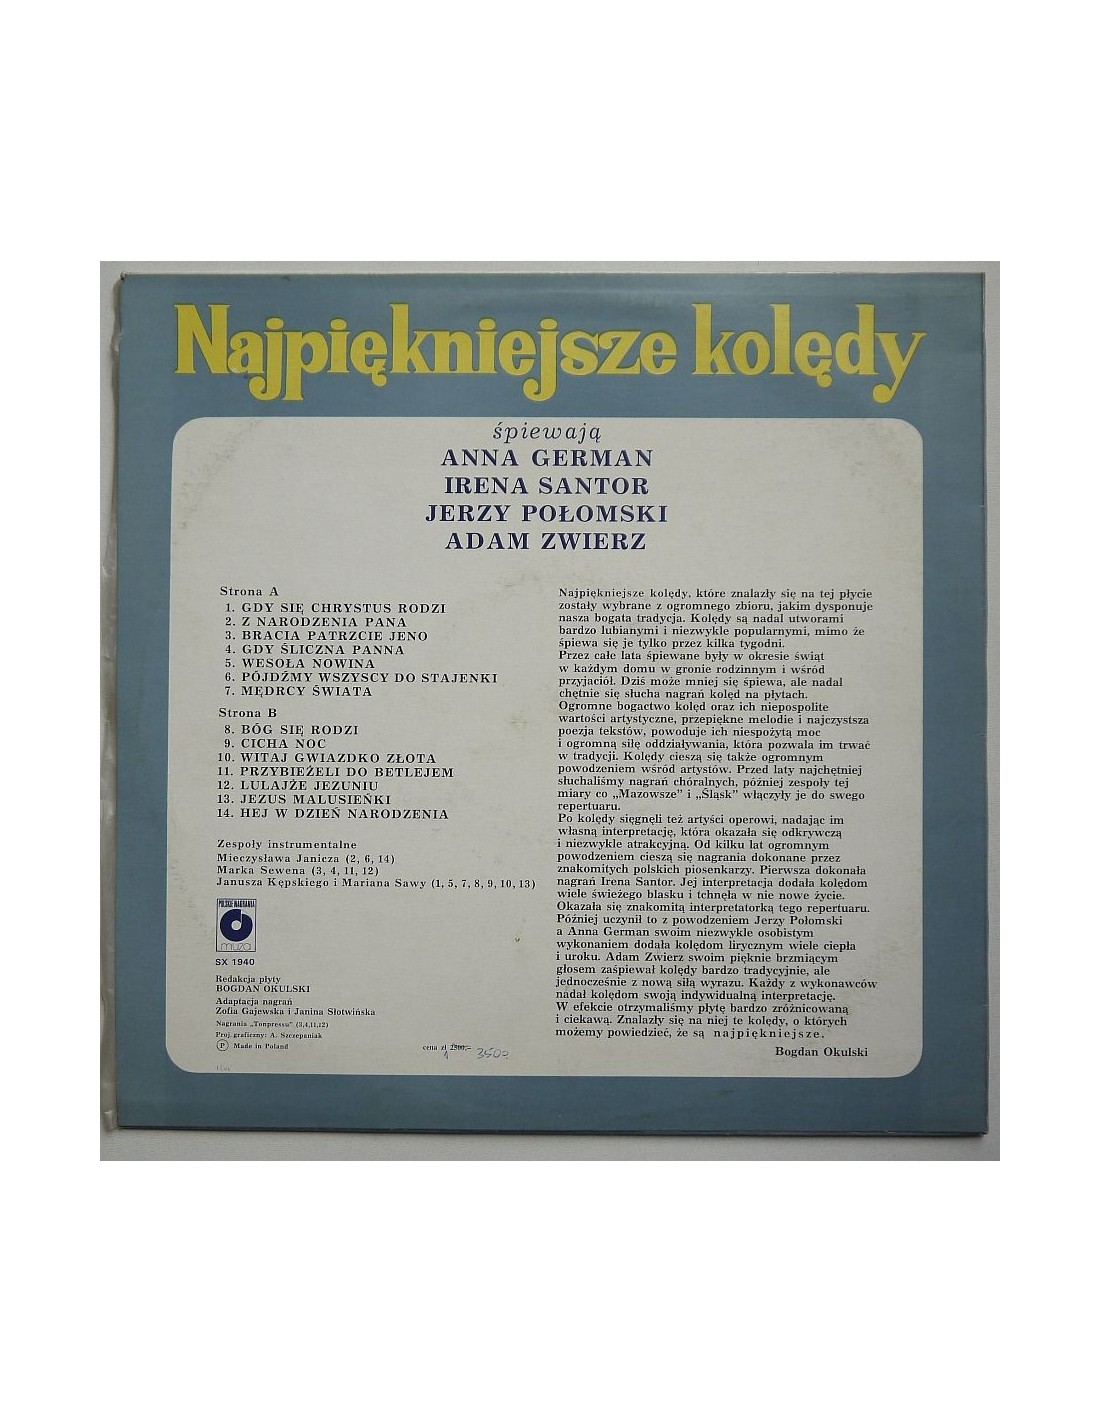 Najpiękniejsze kolędy
śpiewają
ANNA GERMAN
IRENA SANTOR
JERZY POŁOMSKI
ADAM ZWIERZ
Strona A
1. GDY SIĘ CHRYSTUS RODZI
2. Z NARODZENIA PANA
3. BRACIA PATRZCIE JENO
4. GDY ŚLICZNA PANNA
5. WESOŁA NOWINA
6. PÓJDŹMY WSZYSCY DO STAJENKI
7. MĘDRCY ŚWIATA
Strona B
8. BÓG SIĘ RODZI
9. CICHA NOC
10. WITAJ GWIAZDKO ZŁOTA
11. PRZYBIEŻELI DO BETLEJEM
12. LULAJŻE JEZUNIU
13. JEZUS MALUSIEŃKI
14. HEJ W DZIEŃ NARODZENIA
Zespoły instrumentalne
Mieczysława Janicza (2, 6, 14)
Marka Sewena (3, 4, 11, 12)
Janusza Kępskiego i Mariana Sawy (1, 5, 7, 8, 9, 10, 13)
POLSKIE NAGRANIA
muza
SX 1940
Redakcja płyty
BOGDAN OKULSKI
Adaptacja nagrań
Zofia Gajewska i Janina Słotwińska
Nagrania „Tonpressu" (3,4,11,12)
Proj. graficzny: A. Szczepaniak
P Made in Poland
cena zł 2500,—
Najpiękniejsze kolędy, które znalazły się na tej płycie
zostały wybrane z ogromnego zbioru, jakim dysponuje
nasza bogata tradycja. Kolędy są nadal utworami
bardzo lubianymi i niezwykle popularnymi, mimo że
śpiewa się je tylko przez kilka tygodni.
Przez całe lata śpiewane były w okresie świąt
w każdym domu w gronie rodzinnym i wśród
przyjaciół. Dziś może mniej się śpiewa, ale nadal
chętnie się słucha nagrań kolęd na płytach.
Ogromne bogactwo kolęd oraz ich niepospolite
wartości artystyczne, przepiękne melodie i najczystsza
poezja tekstów, powoduje ich niespożytą moc
i ogromną siłę oddziaływania, która pozwala im trwać
w tradycji. Kolędy cieszą się także ogromnym
powodzeniem wśród artystów. Przed laty najchętniej
słuchaliśmy nagrań chóralnych, później zespoły tej
miary co „Mazowsze" i „Śląsk" włączyły je do swego
repertuaru.
Po kolędy sięgnęli też artyści operowi, nadając im
własną interpretację, która okazała się odkrywczą
i niezwykle atrakcyjną. Od kilku lat ogromnym
powodzeniem cieszą się nagrania dokonane przez
znakomitych polskich piosenkarzy. Pierwsza dokonała
nagrań Irena Santor. Jej interpretacja dodała kolędom
wiele świeżego blasku i tchnęła w nie nowe życie.
Okazała się znakomitą interpretatorką tego repertuaru.
Później uczynił to z powodzeniem Jerzy Połomski
a Anna German swoim niezwykle osobistym
wykonaniem dodała kolędom lirycznym wiele ciepła
i uroku. Adam Zwierz swoim pięknie brzmiącym
głosem zaśpiewał kolędy bardzo tradycyjnie, ale
jednocześnie z nową siłą wyrazu. Każdy z wykonawców
nadał kolędom swoją indywidualną interpretację.
W efekcie otrzymaliśmy płytę bardzo zróżnicowaną
i ciekawą. Znalazły się na niej te kolędy, o których
możemy powiedzieć, że są najpiękniejsze.
Bogdan Okulski